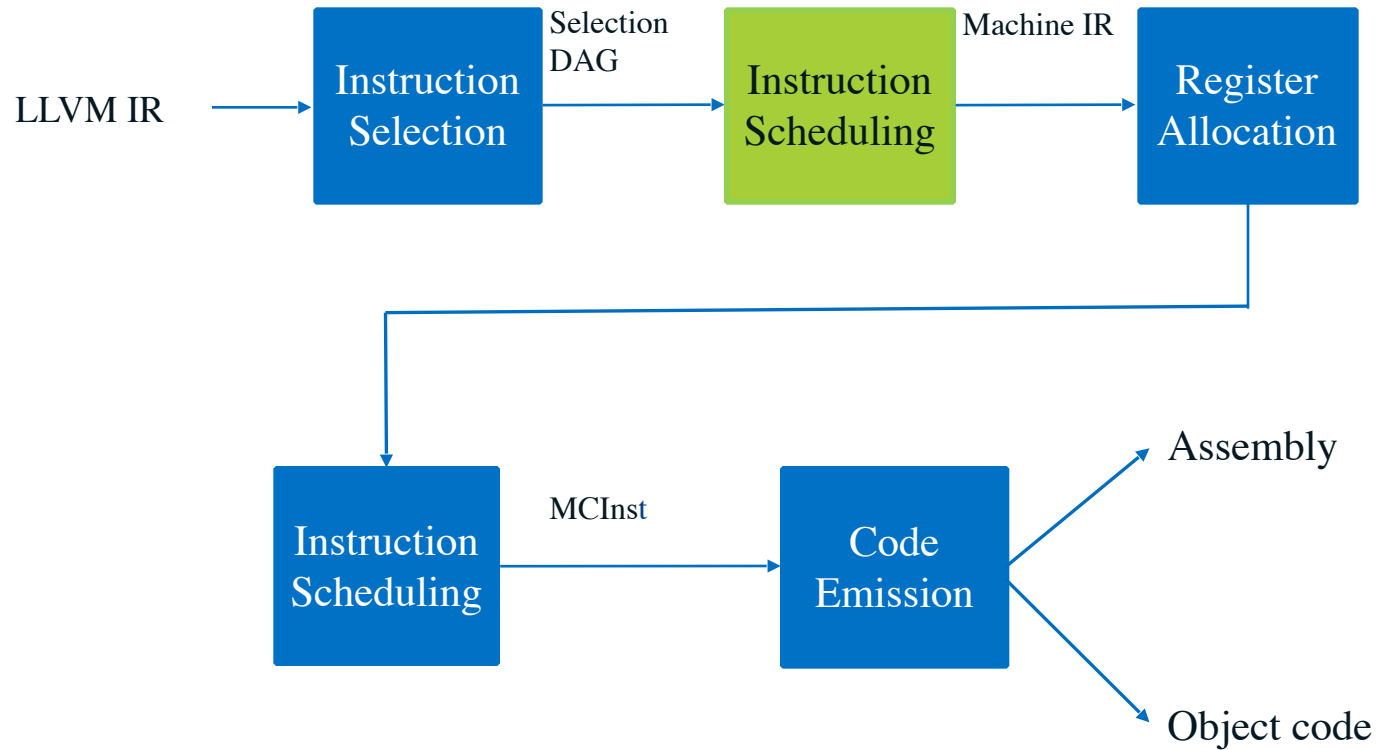 LLVM IR
Instruction
Selection
Selection
DAG
Instruction
Scheduling
Machine IR
Register
Allocation
Instruction
Scheduling
MCInst
Code
Emission
Assembly
Object code